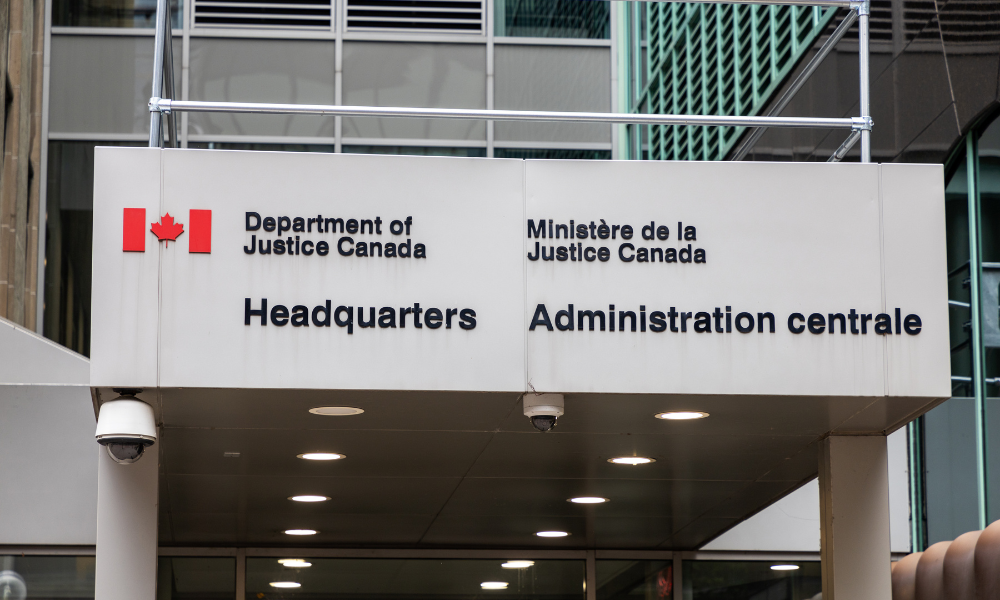 Department of
Justice Canada
Headquarters
Ministère de la
Justice Canada
Administration centrale